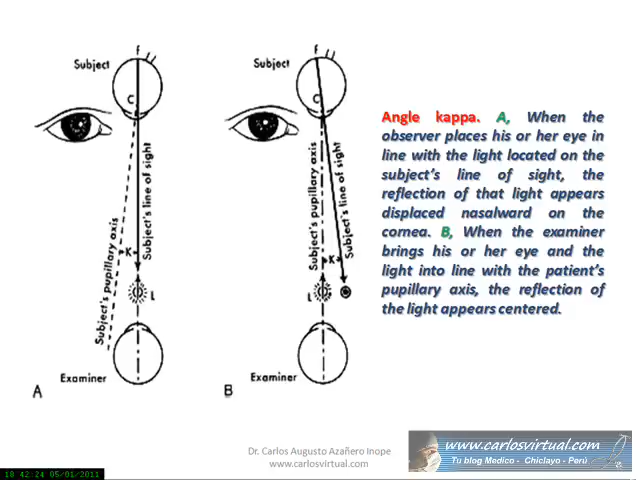 f
Subject
C
Subject's pupillary axis
Subject's line of sight
K
L
Examiner
A
f
Subject
C
Subject's pupillary axis
Subject's line of sight
K
L
Examiner
B
Angle kappa. A, When the
observer places his or her eye in
line with the light located on the
subject's line of sight, the
reflection of that light appears
displaced nasalward on the
cornea. B, When the examiner
brings his or her eye and the
light into line with the patient's
pupillary axis, the reflection of
the light appears centered.
Dr. Carlos Augusto Azañero Inope
www.carlosvirtual.com
www.carlosvirtual.com
Tu blog Medico - Chiclayo - Perú
18:42:24 05/01/2011